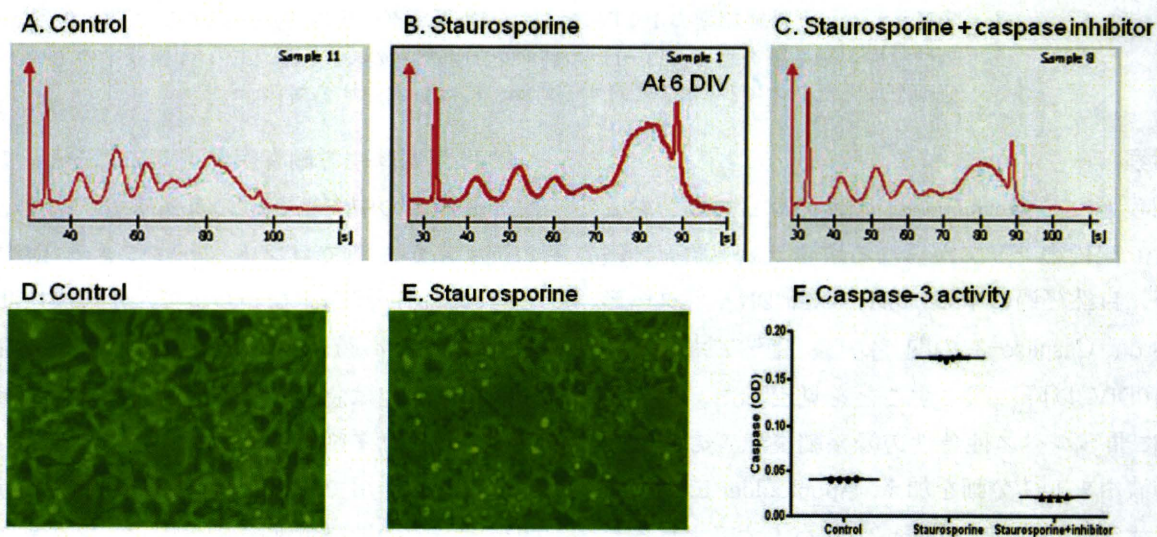 A. Control
B. Staurosporine
C. Staurosporine + caspase inhibitor
Sample 11
Sample 1
Sample 8
At 6 DIV
40 60 80 100 [s]
30 40 50 60 70 80 90 [s]
30 40 50 60 70 80 90 100 [s]
D. Control
E. Staurosporine
F. Caspase-3 activity
0.20
0.15
0.10
0.05
0.00
Caspase (OD)
Control Staurosporine Staurosporine+inhibitor